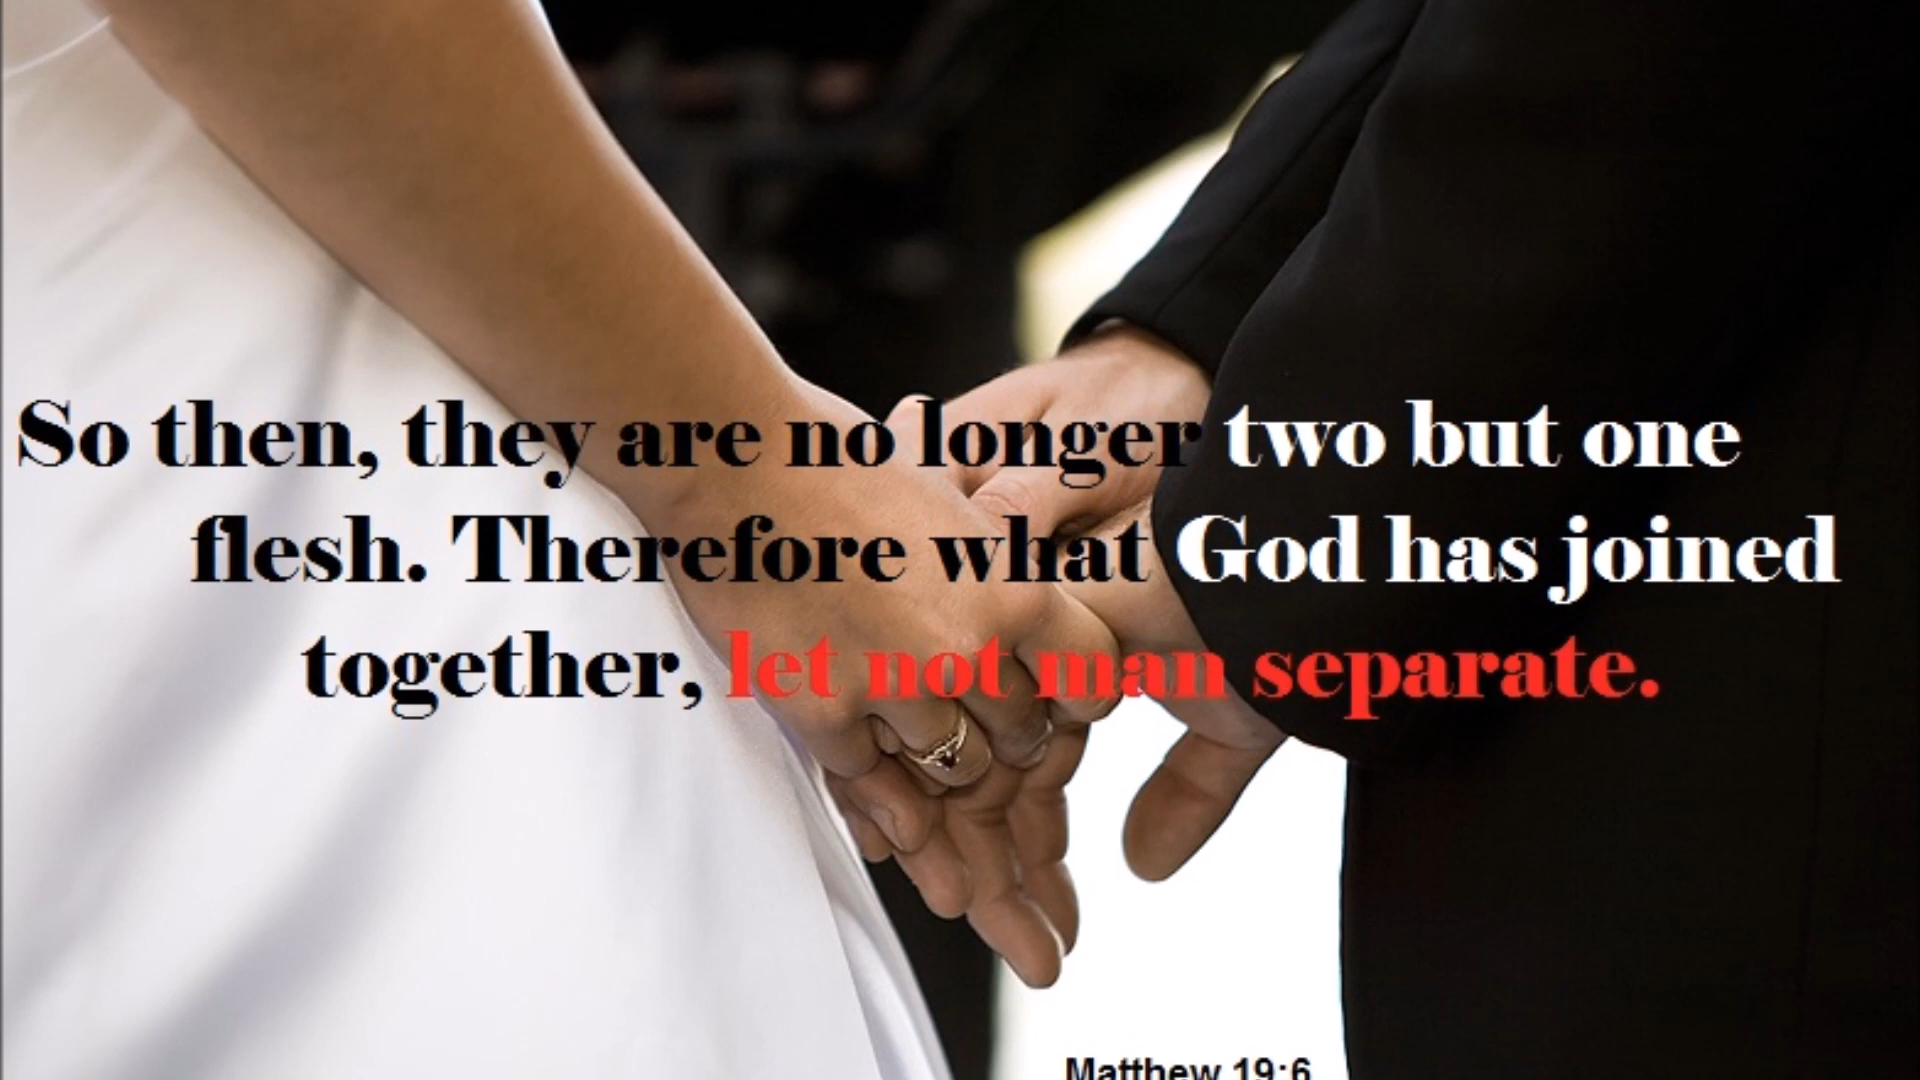 So then, they are no longer two but one
flesh. Therefore what God has joined
together, let not man separate.
Matthew 19:6